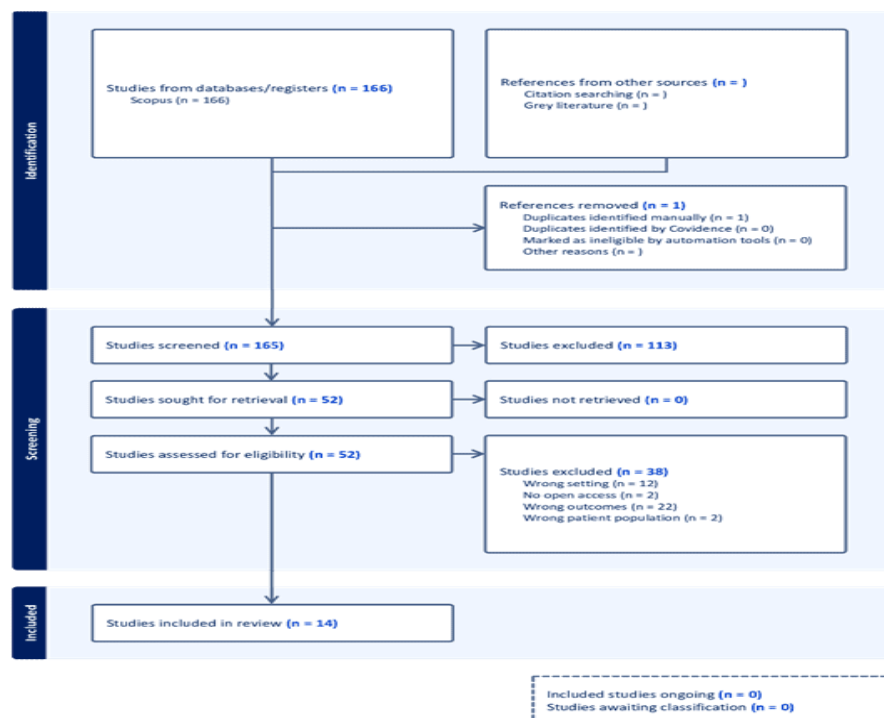 Identification
Studies from databases/registers (n = 166)
Scopus (n = 166)
References from other sources (n = )
Citation searching (n = )
Grey literature (n = )
References removed (n = 1)
Duplicates identified manually (n = 1)
Duplicates identified by Covidence (n = 0)
Marked as ineligible by automation tools (n = 0)
Other reasons (n = )
Screening
Studies screened (n = 165)
Studies excluded (n = 113)
Studies sought for retrieval (n = 52)
Studies not retrieved (n = 0)
Studies assessed for eligibility (n = 52)
Studies excluded (n = 38)
Wrong setting (n = 12)
No open access (n = 2)
Wrong outcomes (n = 22)
Wrong patient population (n = 2)
Included
Studies included in review (n = 14)
Included studies ongoing (n = 0)
Studies awaiting classification (n = 0)